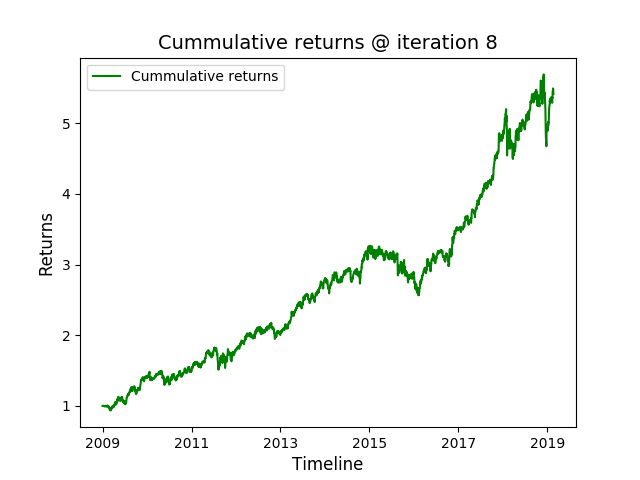 Cummulative returns @ iteration 8
Cummulative returns
Returns
5
4
3
2
1
2009 2011 2013 2015 2017 2019
Timeline